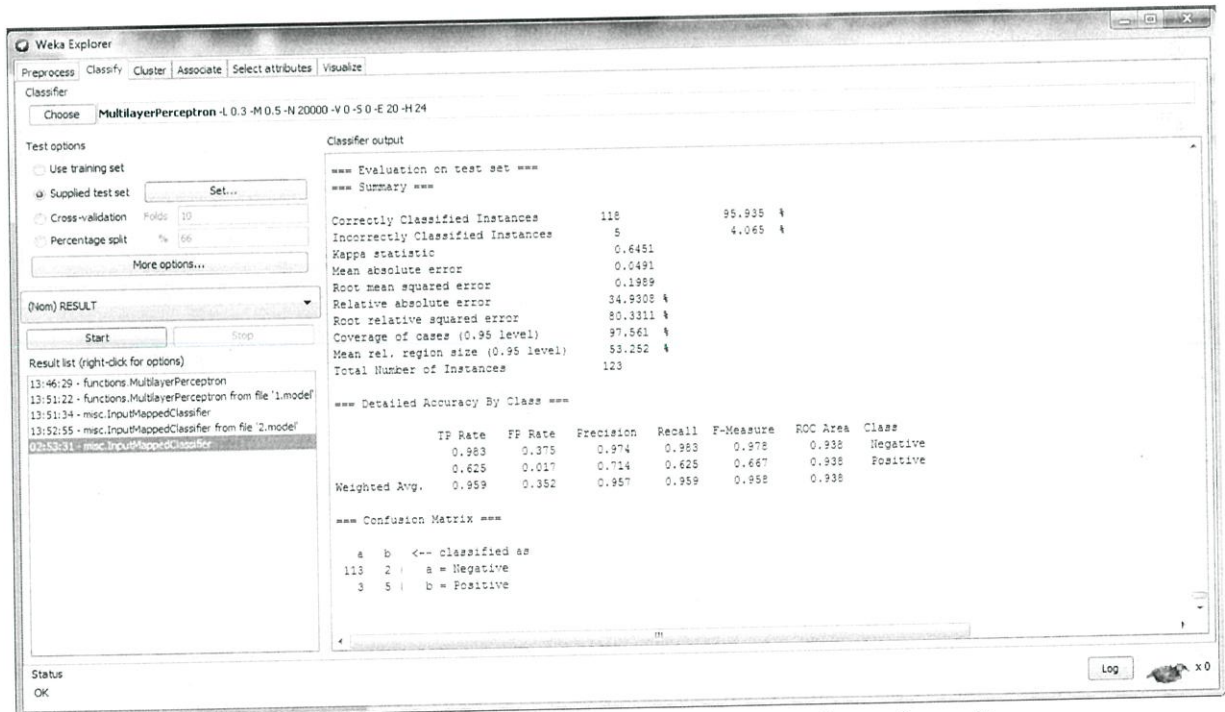 Weka Explorer
Preprocess Classify Cluster Associate Select attributes Visualize
Classifier
Choose MultilayerPerceptron -L 0.3 -M 0.5 -N 20000 -V 0 -S 0 -E 20 -H 24
Test options
Use training set
Supplied test set Set...
Cross-validation Folds 10
Percentage split % 66
More options...
(Nom) RESULT
Start Stop
Result list (right-click for options)
13:46:29 - functions.MultilayerPerceptron
13:51:22 - functions.MultilayerPerceptron from file '1.model'
13:51:34 - misc.InputMappedClassifier
13:52:55 - misc.InputMappedClassifier from file '2.model'
02:53:31 - misc.InputMappedClassifier
Classifier output
=== Evaluation on test set ===
=== Summary ===
Correctly Classified Instances 118 95.935 %
Incorrectly Classified Instances 5 4.065 %
Kappa statistic 0.6451
Mean absolute error 0.0491
Root mean squared error 0.1989
Relative absolute error 34.9308 %
Root relative squared error 80.3311 %
Coverage of cases (0.95 level) 97.561 %
Mean rel. region size (0.95 level) 53.252 %
Total Number of Instances 123
=== Detailed Accuracy By Class ===
TP Rate FP Rate Precision Recall F-Measure ROC Area Class
0.983 0.375 0.974 0.983 0.978 0.938 Negative
0.625 0.017 0.714 0.625 0.667 0.938 Positive
Weighted Avg. 0.959 0.352 0.957 0.959 0.958 0.938
=== Confusion Matrix ===
a b <-- classified as
113 2 | a = Negative
3 5 | b = Positive
Status
OK
Log x 0